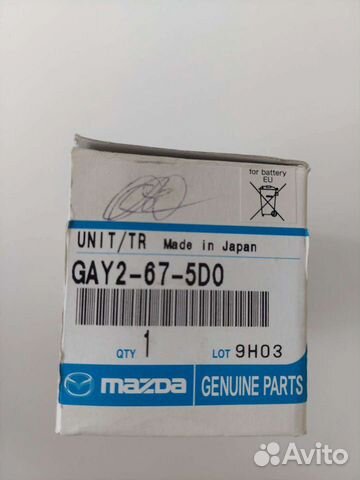 for battery
EU
UNIT/TR Made in Japan
GAY2-67-5D0
QTY 1 LOT 9H03
mazda GENUINE PARTS
Avito